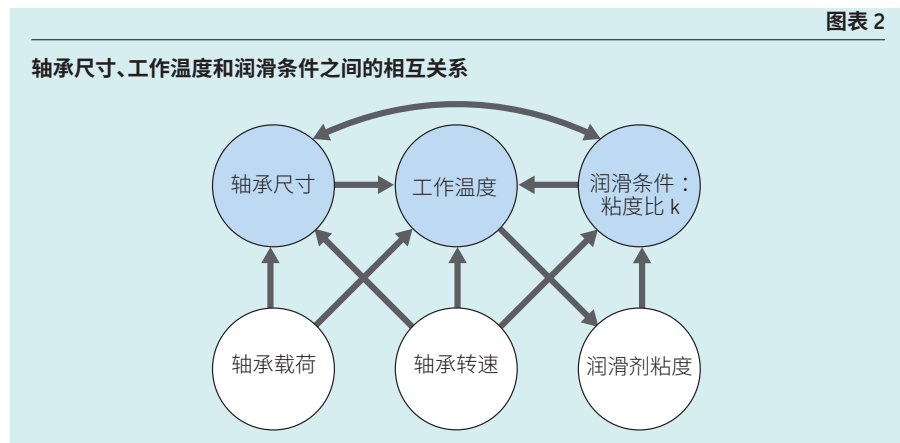 图表 2
轴承尺寸、工作温度和润滑条件之间的相互关系
轴承尺寸
工作温度
润滑条件：
粘度比 k
轴承载荷
轴承转速
润滑剂粘度